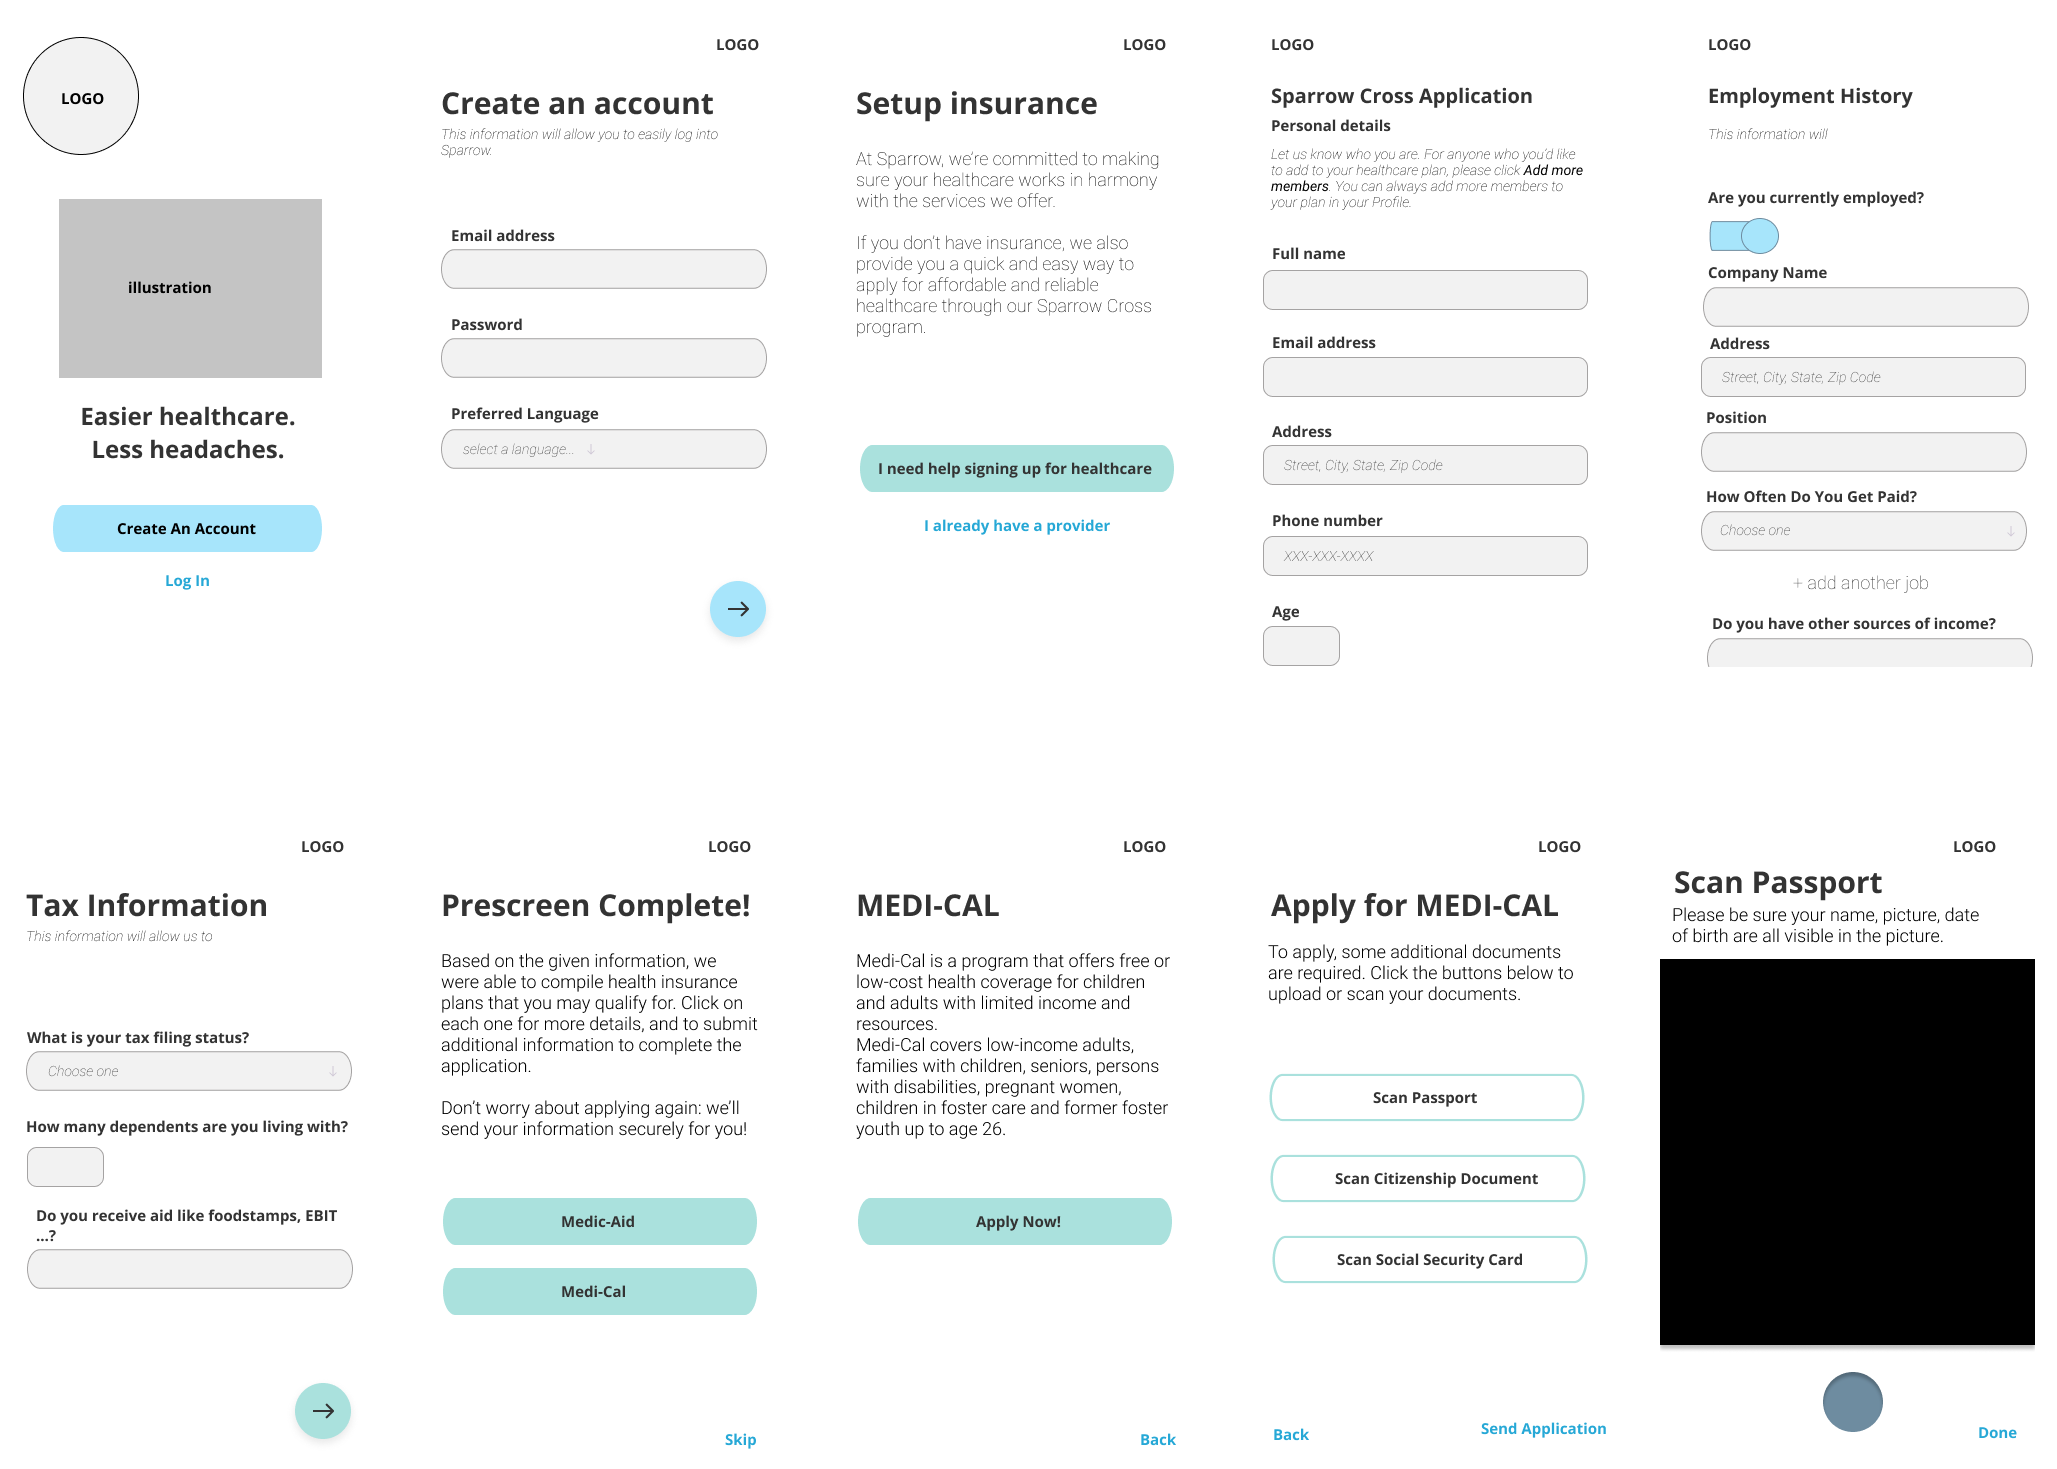 LOGO
illustration
Easier healthcare.
Less headaches.
Create An Account
Log In
LOGO
Create an account
This information will allow you to easily log into
Sparrow.
Email address
Password
Preferred Language
select a language... ↓
→
LOGO
Setup insurance
At Sparrow, we’re committed to making
sure your healthcare works in harmony
with the services we offer.
If you don’t have insurance, we also
provide you a quick and easy way to
apply for affordable and reliable
healthcare through our Sparrow Cross
program.
I need help signing up for healthcare
I already have a provider
LOGO
Sparrow Cross Application
Personal details
Let us know who you are. For anyone who you’d like
to add to your healthcare plan, please click Add more
members. You can always add more members to
your plan in your Profile.
Full name
Email address
Address
Street, City, State, Zip Code
Phone number
XXX-XXX-XXXX
Age
LOGO
Employment History
This information will
Are you currently employed?
Company Name
Address
Street, City, State, Zip Code
Position
How Often Do You Get Paid?
Choose one ↓
+ add another job
Do you have other sources of income?
LOGO
Tax Information
This information will allow us to
What is your tax filing status?
Choose one ↓
How many dependents are you living with?
Do you receive aid like foodstamps, EBIT
...?
→
LOGO
Prescreen Complete!
Based on the given information, we
were able to compile health insurance
plans that you may qualify for. Click on
each one for more details, and to submit
additional information to complete the
application.
Don’t worry about applying again: we’ll
send your information securely for you!
Medic-Aid
Medi-Cal
Skip
LOGO
MEDI-CAL
Medi-Cal is a program that offers free or
low-cost health coverage for children
and adults with limited income and
resources.
Medi-Cal covers low-income adults,
families with children, seniors, persons
with disabilities, pregnant women,
children in foster care and former foster
youth up to age 26.
Apply Now!
Back
LOGO
Apply for MEDI-CAL
To apply, some additional documents
are required. Click the buttons below to
upload or scan your documents.
Scan Passport
Scan Citizenship Document
Scan Social Security Card
Back
Send Application
LOGO
Scan Passport
Please be sure your name, picture, date
of birth are all visible in the picture.
Done